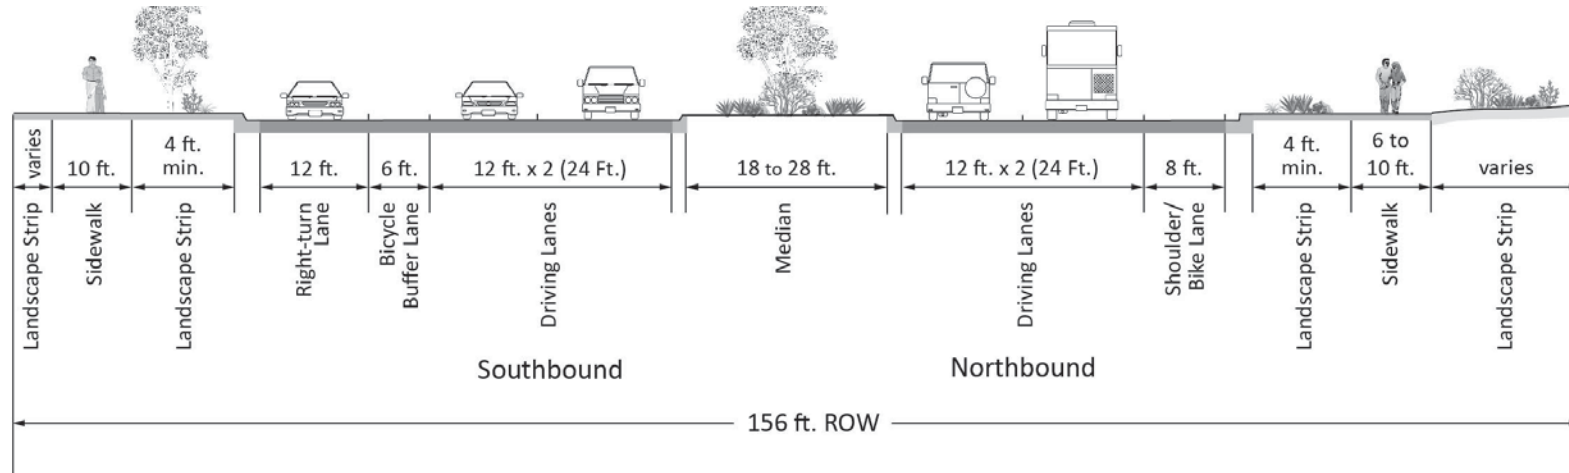 varies
10 ft.
4 ft.
min.
12 ft.
6 ft.
12 ft. x 2 (24 Ft.)
18 to 28 ft.
12 ft. x 2 (24 Ft.)
8 ft.
4 ft.
min.
6 to
10 ft.
varies
Landscape Strip
Sidewalk
Landscape Strip
Right-turn
Lane
Bicycle
Buffer Lane
Driving Lanes
Median
Driving Lanes
Shoulder/
Bike Lane
Landscape Strip
Sidewalk
Landscape Strip
Southbound
Northbound
156 ft. ROW